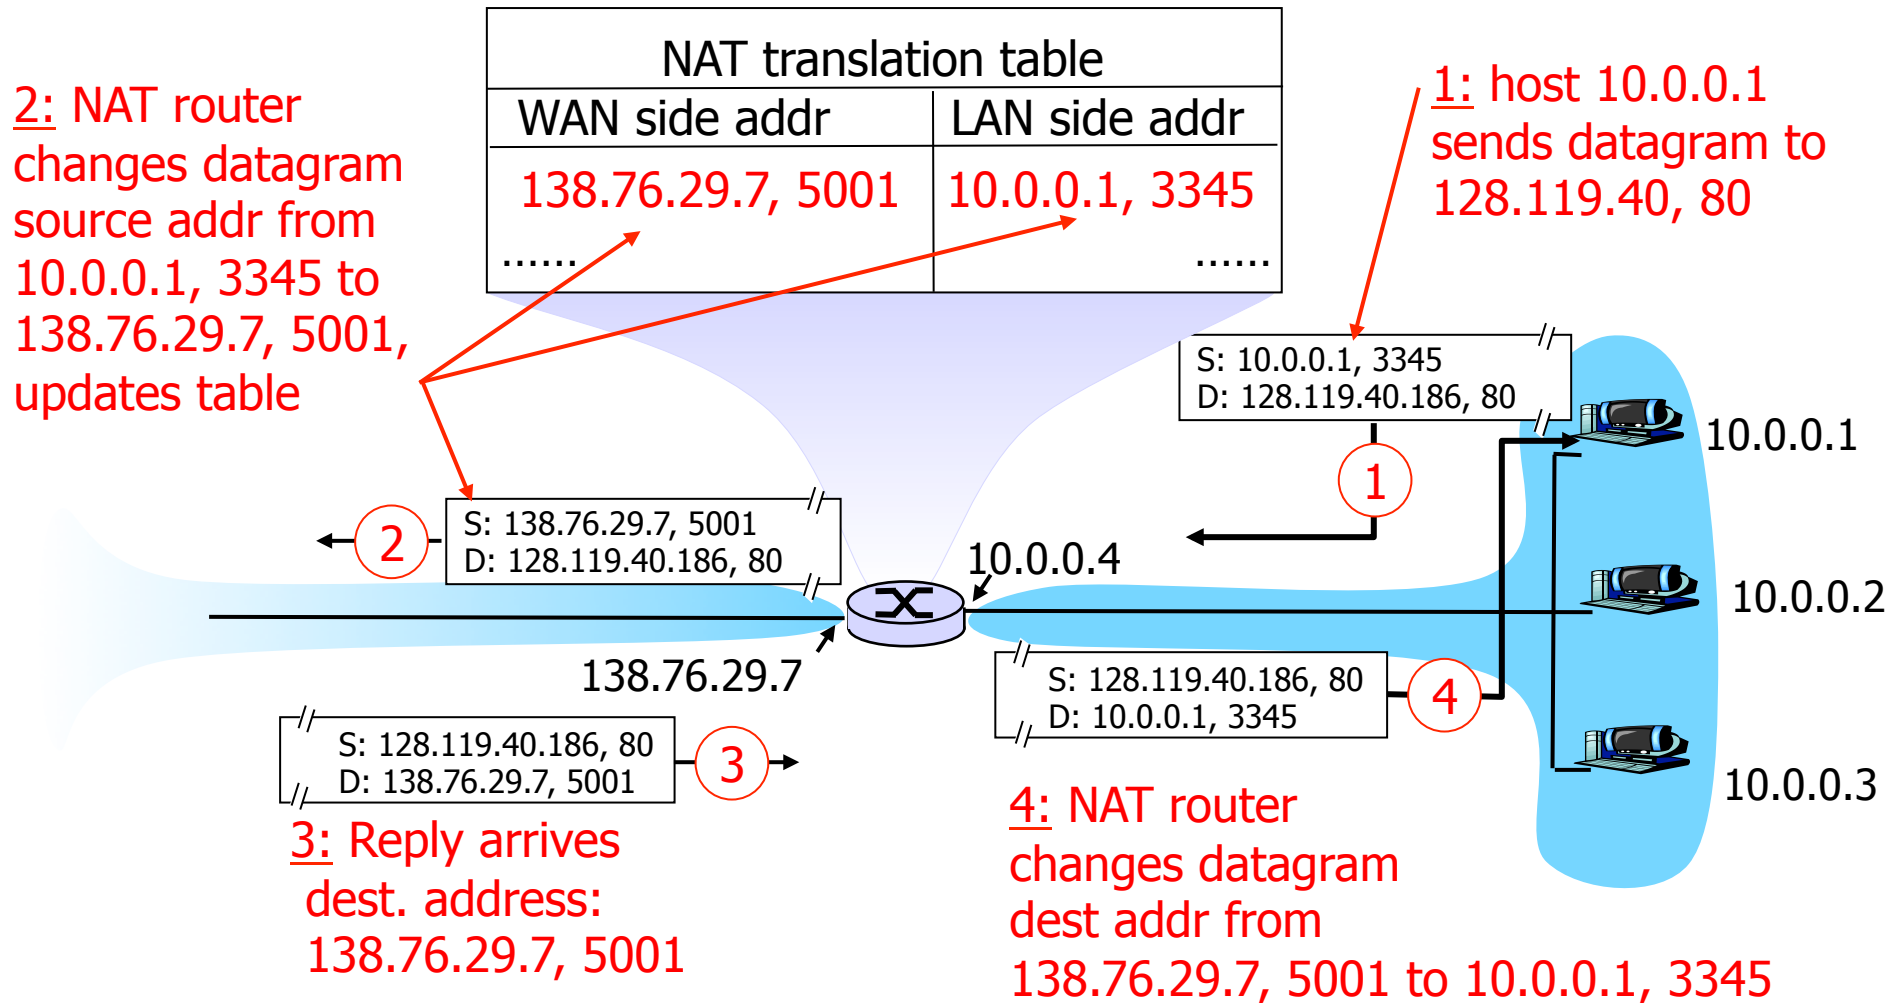 NAT translation table
WAN side addr LAN side addr
138.76.29.7, 5001 10.0.0.1, 3345
...... ......
2: NAT router
changes datagram
source addr from
10.0.0.1, 3345 to
138.76.29.7, 5001,
updates table
1: host 10.0.0.1
sends datagram to
128.119.40, 80
S: 10.0.0.1, 3345
D: 128.119.40.186, 80
1
10.0.0.1
S: 138.76.29.7, 5001
D: 128.119.40.186, 80
2
10.0.0.4
10.0.0.2
138.76.29.7
S: 128.119.40.186, 80
D: 10.0.0.1, 3345
4
S: 128.119.40.186, 80
D: 138.76.29.7, 5001
3
10.0.0.3
3: Reply arrives
dest. address:
138.76.29.7, 5001
4: NAT router
changes datagram
dest addr from
138.76.29.7, 5001 to 10.0.0.1, 3345